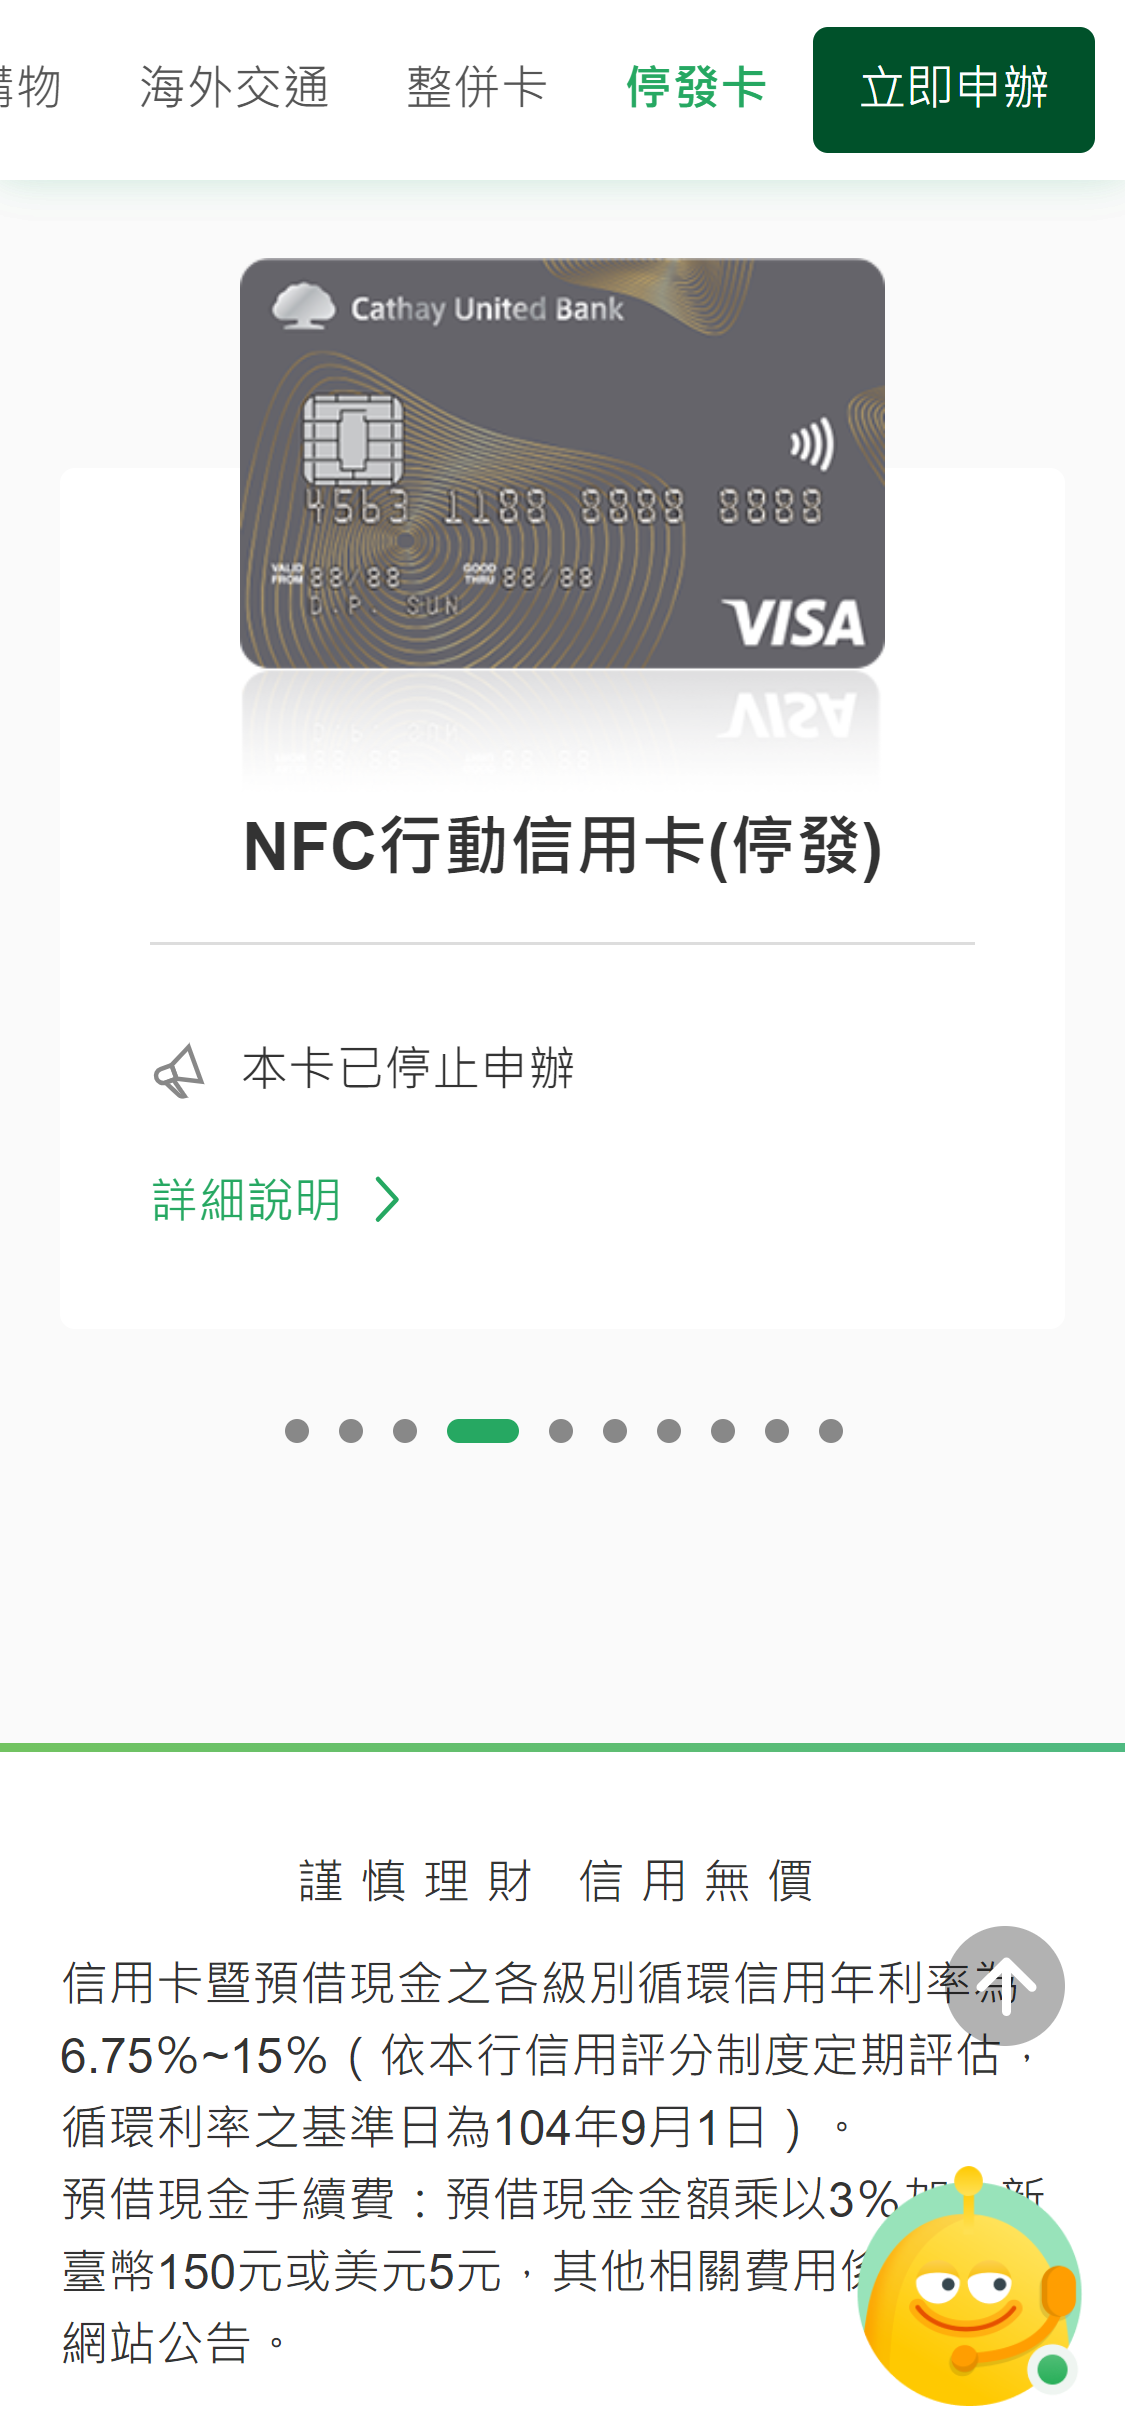 購物
海外交通
整併卡
停發卡
立即申辦
Cathay United Bank
4563 1188 8888 8888
VALID FROM 88/88 GOOD THRU 88/88
D.P. SUN
VISA
NFC行動信用卡(停發)
本卡已停止申辦
詳細說明
謹慎理財 信用無價
信用卡暨預借現金之各級別循環信用年利率為
6.75%~15%（依本行信用評分制度定期評估，
循環利率之基準日為104年9月1日）。
預借現金手續費：預借現金金額乘以3%加 新
臺幣150元或美元5元，其他相關費用依
網站公告。